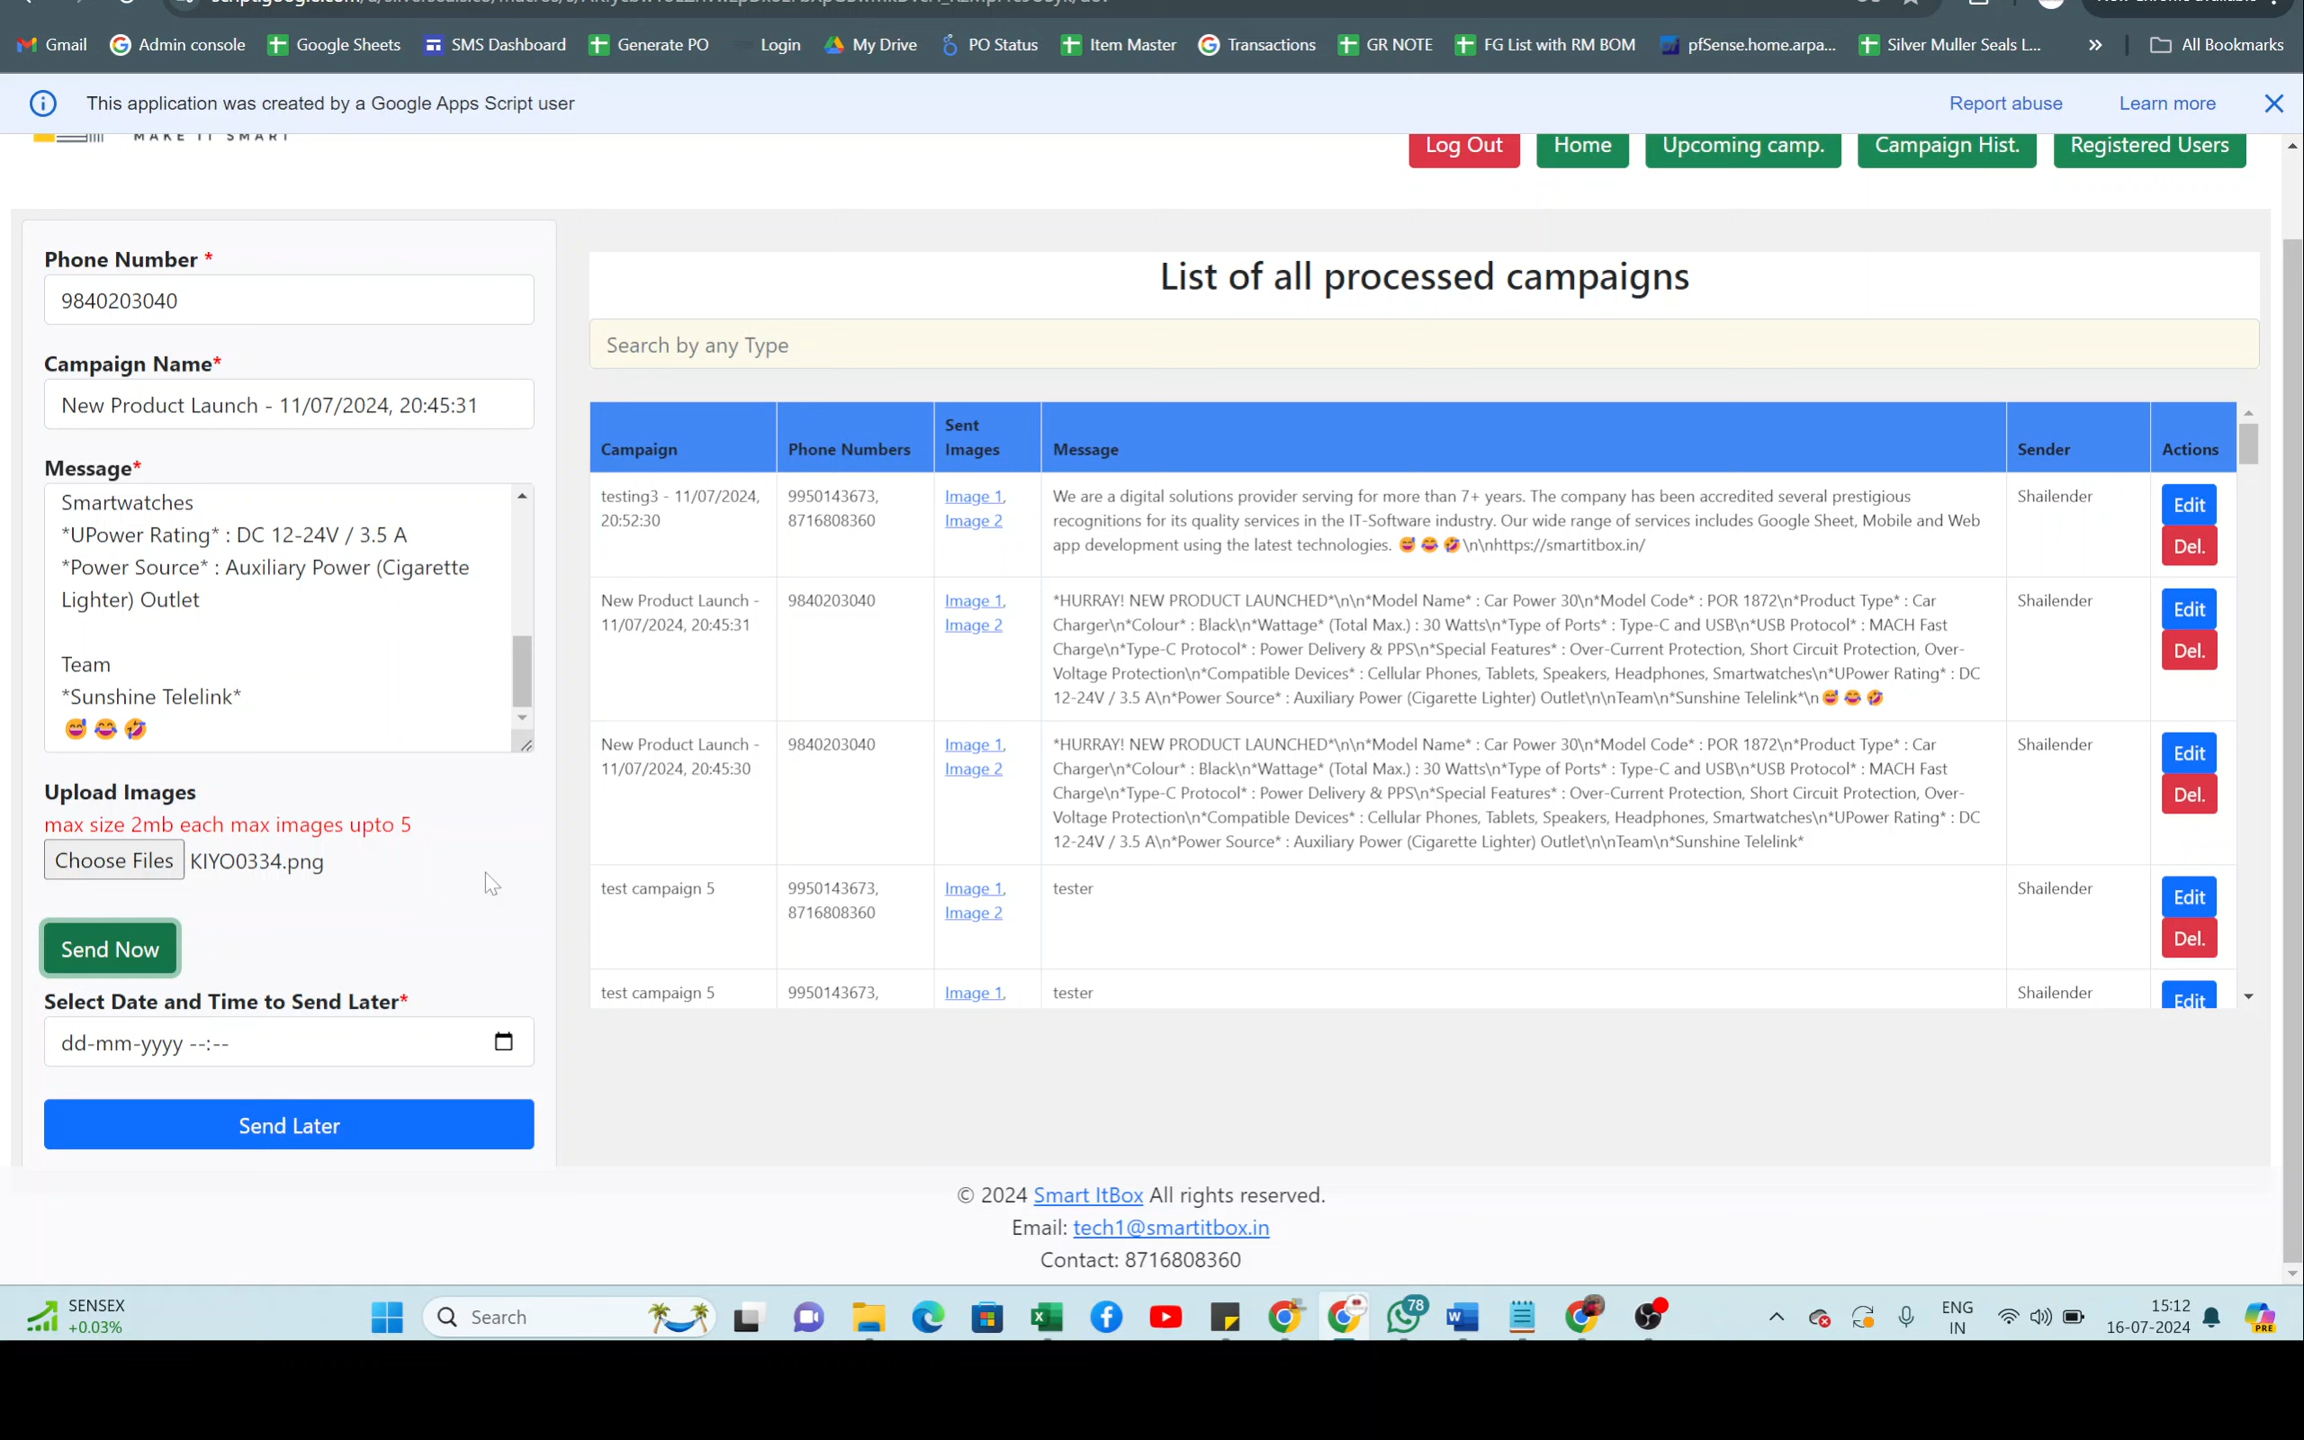 Gmail Admin console Google Sheets SMS Dashboard Generate PO Login My Drive PO Status Item Master Transactions GR NOTE FG List with RM BOM pfSense.home.arpa... Silver Muller Seals L... » All Bookmarks
This application was created by a Google Apps Script user Report abuse Learn more
MAKE IT SMART
Log Out Home Upcoming camp. Campaign Hist. Registered Users
Phone Number *
9840203040
Campaign Name*
New Product Launch - 11/07/2024, 20:45:31
Message*
Smartwatches
*UPower Rating* : DC 12-24V / 3.5 A
*Power Source* : Auxiliary Power (Cigarette
Lighter) Outlet
Team
*Sunshine Telelink*
😅 😂 🤣
Upload Images
max size 2mb each max images upto 5
Choose Files KIYO0334.png
Send Now
Select Date and Time to Send Later*
dd-mm-yyyy --:--
Send Later
List of all processed campaigns
Search by any Type
Campaign Phone Numbers Sent Images Message Sender Actions
testing3 - 11/07/2024,
20:52:30
9950143673,
8716808360
Image 1,
Image 2
We are a digital solutions provider serving for more than 7+ years. The company has been accredited several prestigious
recognitions for its quality services in the IT-Software industry. Our wide range of services includes Google Sheet, Mobile and Web
app development using the latest technologies. 😅 😂 🤣\n\nhttps://smartitbox.in/
Shailender
Edit
Del.
New Product Launch -
11/07/2024, 20:45:31
9840203040
Image 1,
Image 2
*HURRAY! NEW PRODUCT LAUNCHED*\n\n*Model Name* : Car Power 30\n*Model Code* : POR 1872\n*Product Type* : Car
Charger\n*Colour* : Black\n*Wattage* (Total Max.) : 30 Watts\n*Type of Ports* : Type-C and USB\n*USB Protocol* : MACH Fast
Charge\n*Type-C Protocol* : Power Delivery & PPS\n*Special Features* : Over-Current Protection, Short Circuit Protection, Over-
Voltage Protection\n*Compatible Devices* : Cellular Phones, Tablets, Speakers, Headphones, Smartwatches\n*UPower Rating* : DC
12-24V / 3.5 A\n*Power Source* : Auxiliary Power (Cigarette Lighter) Outlet\n\nTeam\n*Sunshine Telelink*\n😅 😂 🤣
Shailender
Edit
Del.
New Product Launch -
11/07/2024, 20:45:30
9840203040
Image 1,
Image 2
*HURRAY! NEW PRODUCT LAUNCHED*\n\n*Model Name* : Car Power 30\n*Model Code* : POR 1872\n*Product Type* : Car
Charger\n*Colour* : Black\n*Wattage* (Total Max.) : 30 Watts\n*Type of Ports* : Type-C and USB\n*USB Protocol* : MACH Fast
Charge\n*Type-C Protocol* : Power Delivery & PPS\n*Special Features* : Over-Current Protection, Short Circuit Protection, Over-
Voltage Protection\n*Compatible Devices* : Cellular Phones, Tablets, Speakers, Headphones, Smartwatches\n*UPower Rating* : DC
12-24V / 3.5 A\n*Power Source* : Auxiliary Power (Cigarette Lighter) Outlet\n\nTeam\n*Sunshine Telelink*
Shailender
Edit
Del.
test campaign 5
9950143673,
8716808360
Image 1,
Image 2
tester
Shailender
Edit
Del.
test campaign 5
9950143673,
Image 1,
tester
Shailender
Edit
© 2024 Smart ItBox All rights reserved.
Email: tech1@smartitbox.in
Contact: 8716808360
SENSEX
+0.03%
Search
78
ENG
IN
15:12
16-07-2024
PRE